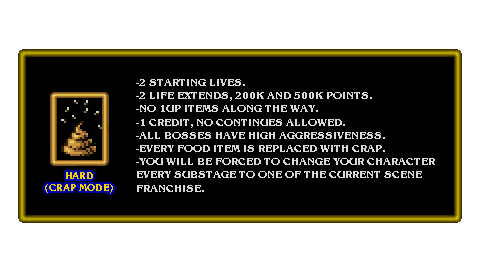 -2 STARTING LIVES.
-2 LIFE EXTENDS, 200K AND 500K POINTS.
-NO 1UP ITEMS ALONG THE WAY.
-1 CREDIT, NO CONTINUES ALLOWED.
-ALL BOSSES HAVE HIGH AGGRESSIVENESS.
-EVERY FOOD ITEM IS REPLACED WITH CRAP.
-YOU WILL BE FORCED TO CHANGE YOUR CHARACTER
EVERY SUBSTAGE TO ONE OF THE CURRENT SCENE
FRANCHISE.
HARD
(CRAP MODE)